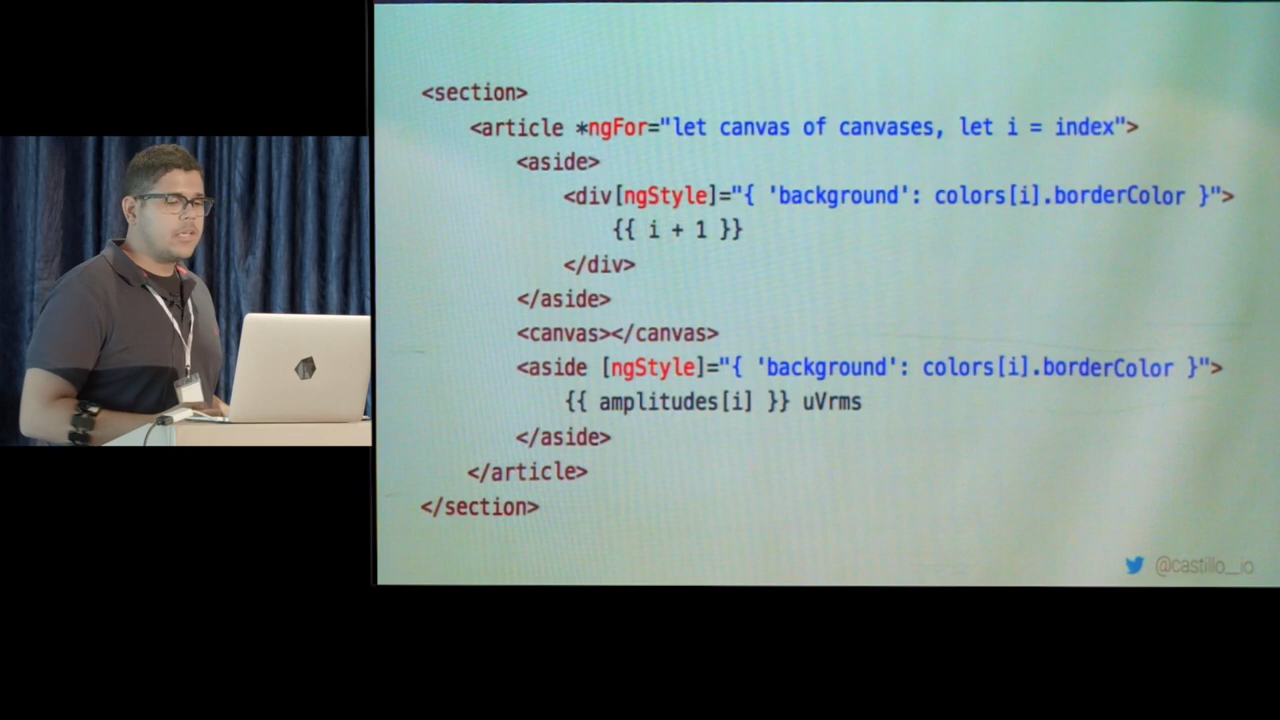 <section>
<article *ngFor="let canvas of canvases, let i = index">
<aside>
<div[ngStyle]="{ 'background': colors[i].borderColor }">
{{ i + 1 }}
</div>
</aside>
<canvas></canvas>
<aside [ngStyle]="{ 'background': colors[i].borderColor }">
{{ amplitudes[i] }} uVrms
</aside>
</article>
</section>
@castillo__io